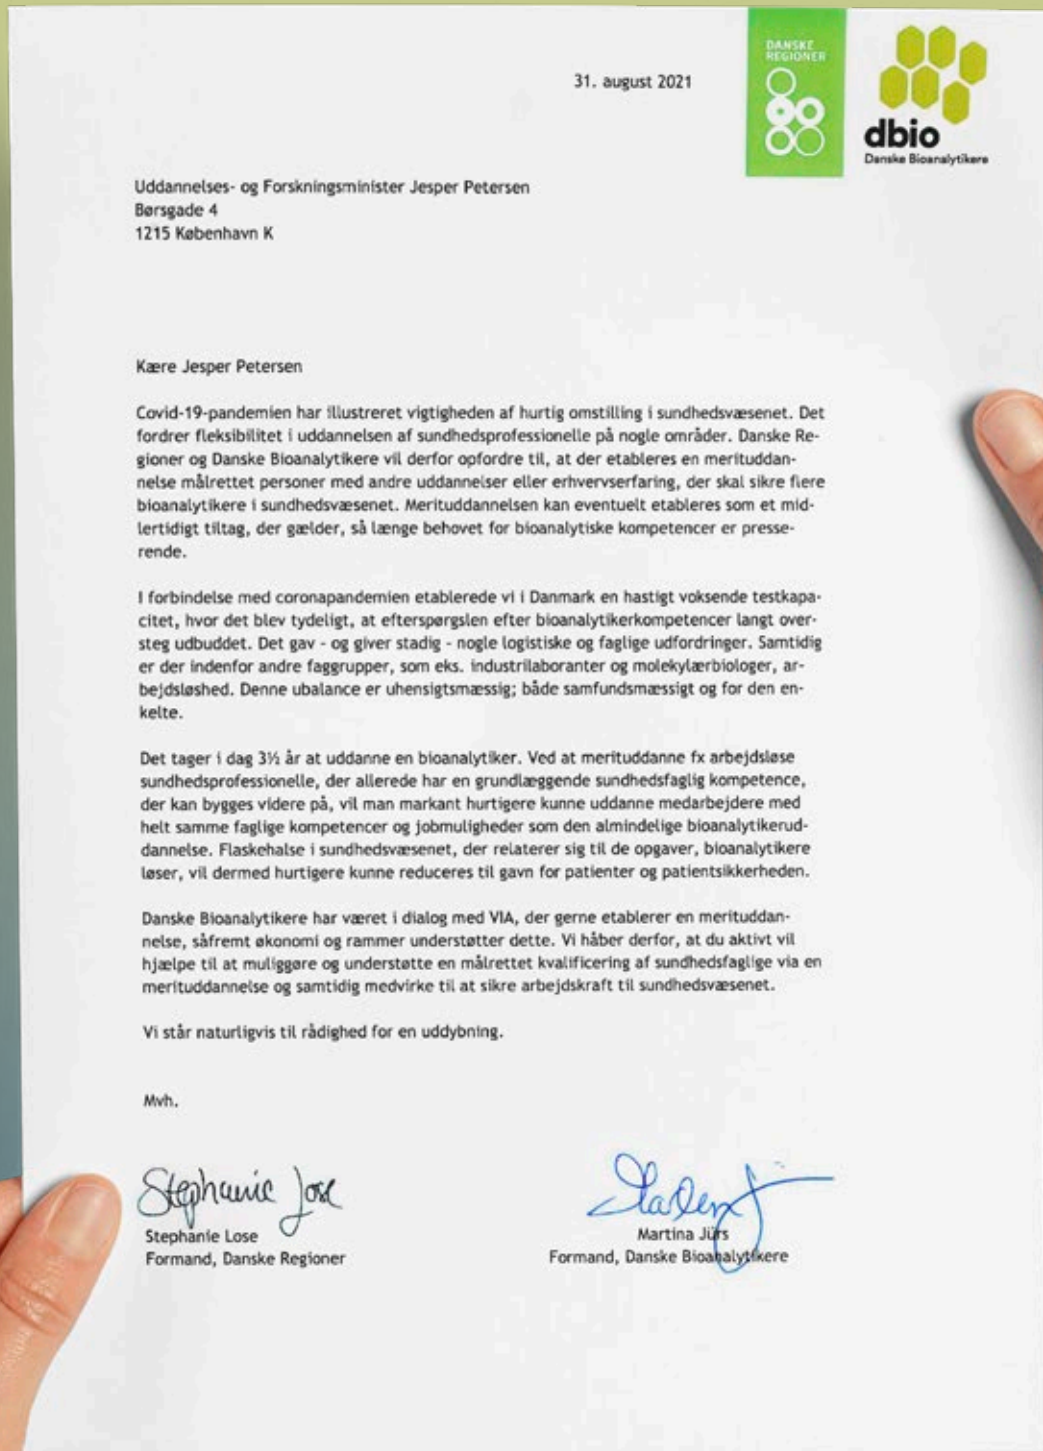 31. august 2021
DANSKE
REGIONER
dbio
Danske Bioanalytikere
Uddannelses- og Forskningsminister Jesper Petersen
Børsgade 4
1215 København K
Kære Jesper Petersen
Covid-19-pandemien har illustreret vigtigheden af hurtig omstilling i sundhedsvæsenet. Det
fordrer fleksibilitet i uddannelsen af sundhedsprofessionelle på nogle områder. Danske Re-
gioner og Danske Bioanalytikere vil derfor opfordre til, at der etableres en merituddan-
nelse målrettet personer med andre uddannelser eller erhvervserfaring, der skal sikre flere
bioanalytikere i sundhedsvæsenet. Merituddannelsen kan eventuelt etableres som et mid-
lertidigt tiltag, der gælder, så længe behovet for bioanalytiske kompetencer er presse-
rende.
I forbindelse med coronapandemien etablerede vi i Danmark en hastigt voksende testkapa-
citet, hvor det blev tydeligt, at efterspørgslen efter bioanalytikerkompetencer langt over-
steg udbuddet. Det gav - og giver stadig - nogle logistiske og faglige udfordringer. Samtidig
er der indenfor andre faggrupper, som eks. industrilaboranter og molekylærbiologer, ar-
bejdsløshed. Denne ubalance er uhensigtsmæssig; både samfundsmæssigt og for den en-
kelte.
Det tager i dag 3½ år at uddanne en bioanalytiker. Ved at merituddanne fx arbejdsløse
sundhedsprofessionelle, der allerede har en grundlæggende sundhedsfaglig kompetence,
der kan bygges videre på, vil man markant hurtigere kunne uddanne medarbejdere med
helt samme faglige kompetencer og jobmuligheder som den almindelige bioanalytikerud-
dannelse. Flaskehalse i sundhedsvæsenet, der relaterer sig til de opgaver, bioanalytikere
løser, vil dermed hurtigere kunne reduceres til gavn for patienter og patientsikkerheden.
Danske Bioanalytikere har været i dialog med VIA, der gerne etablerer en merituddan-
nelse, såfremt økonomi og rammer understøtter dette. Vi håber derfor, at du aktivt vil
hjælpe til at muliggøre og understøtte en målrettet kvalificering af sundhedsfaglige via en
merituddannelse og samtidig medvirke til at sikre arbejdskraft til sundhedsvæsenet.
Vi står naturligvis til rådighed for en uddybning.
Mvh.
Stephanie Lose
Stephanie Lose
Formand, Danske Regioner
Martina Jürs
Formand, Danske Bioanalytikere